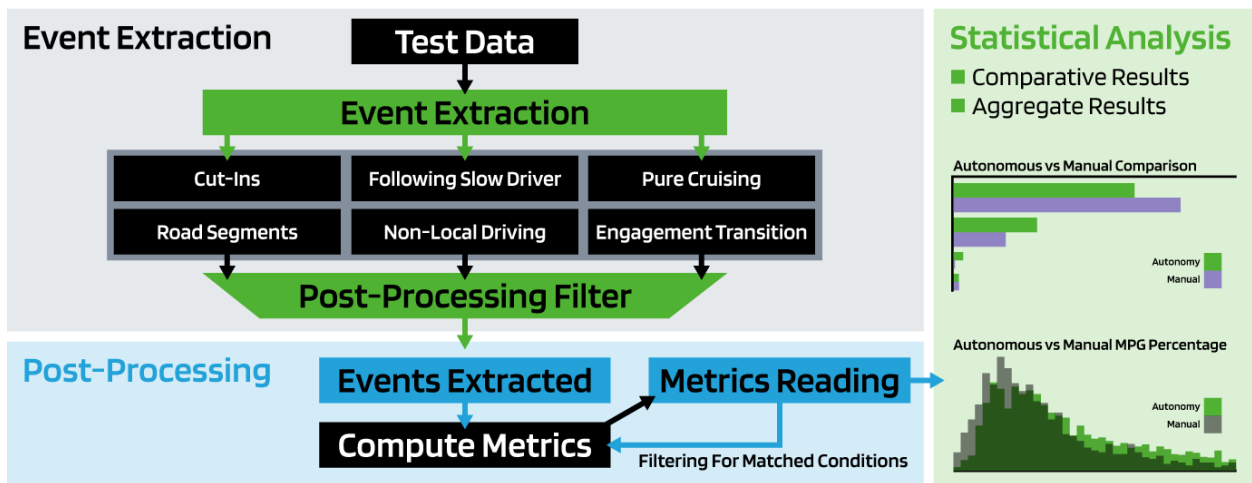 Event Extraction
Test Data
Event Extraction
Cut-Ins
Following Slow Driver
Pure Cruising
Road Segments
Non-Local Driving
Engagement Transition
Post-Processing Filter
Post-Processing
Events Extracted
Metrics Reading
Compute Metrics
Filtering For Matched Conditions
Statistical Analysis
Comparative Results
Aggregate Results
Autonomous vs Manual Comparison
Autonomy
Manual
Autonomous vs Manual MPG Percentage
Autonomy
Manual